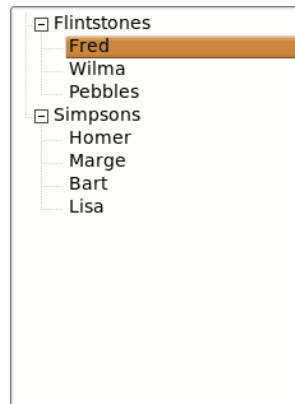 Flintstones
Fred
Wilma
Pebbles
Simpsons
Homer
Marge
Bart
Lisa